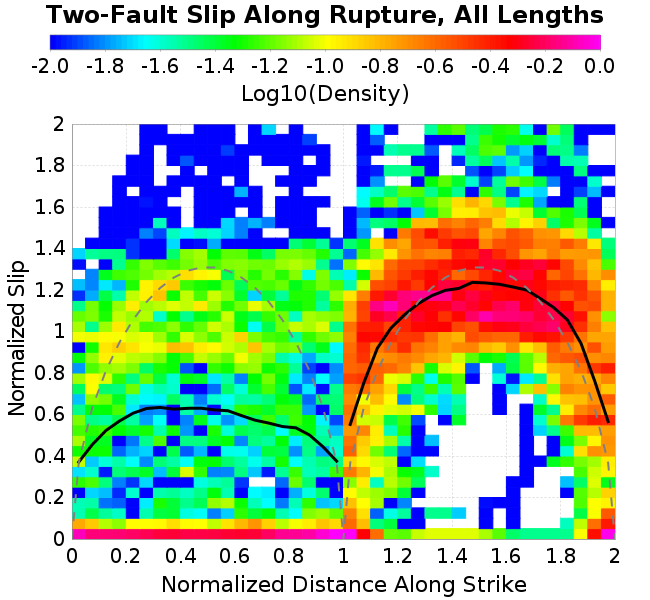 Two-Fault Slip Along Rupture, All Lengths
-2.0 -1.8 -1.6 -1.4 -1.2 -1.0 -0.8 -0.6 -0.4 -0.2 0.0
Log10(Density)
2
1.8
1.6
1.4
1.2
1
0.8
0.6
0.4
0.2
0
Normalized Slip
0 0.2 0.4 0.6 0.8 1 1.2 1.4 1.6 1.8 2
Normalized Distance Along Strike